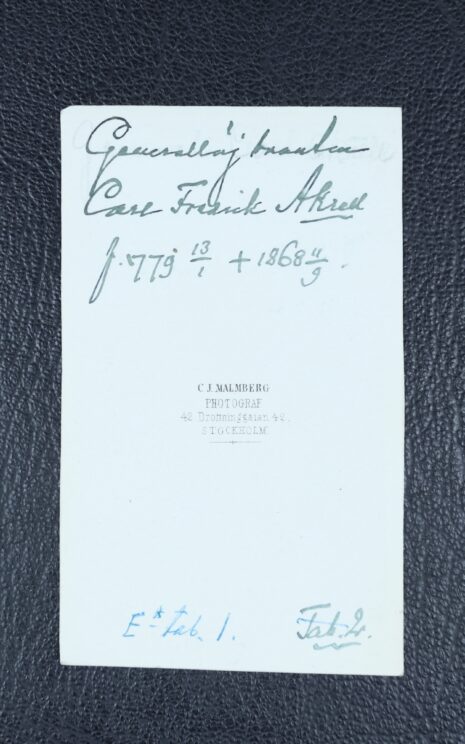 Generallöjtnanten
Carl Fredrik Akrell
f. 1779 13/1 + 1868 11/9.
C J. MALMBERG
PHOTOGRAF
42 Drottninggatan 42.
STOCKHOLM
E* tab. 1. Tab. 2.